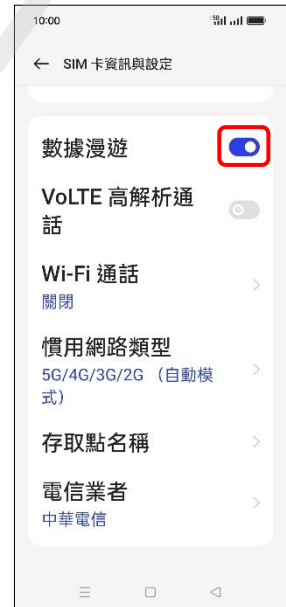 10:00
5G
← SIM 卡資訊與設定
數據漫遊
VoLTE 高解析通
話
Wi-Fi 通話
關閉
慣用網路類型
5G/4G/3G/2G （自動模
式）
存取點名稱
電信業者
中華電信